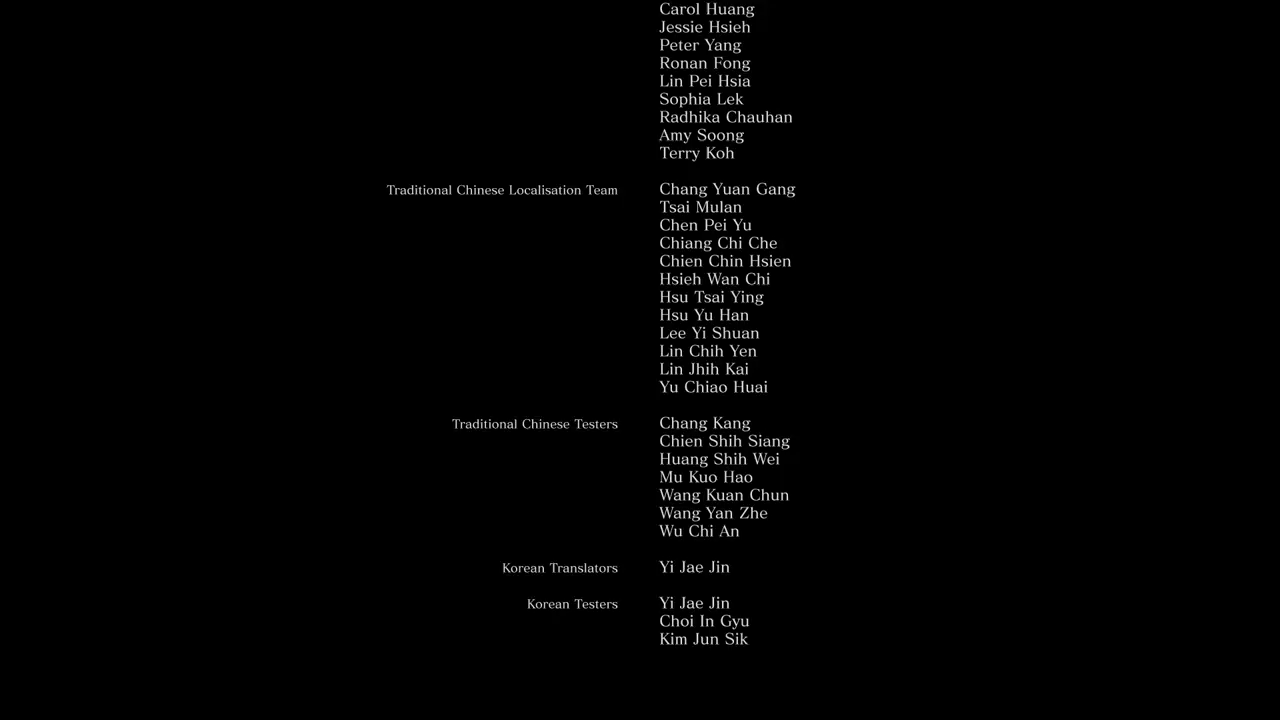 Carol Huang
Jessie Hsieh
Peter Yang
Ronan Fong
Lin Pei Hsia
Sophia Lek
Radhika Chauhan
Amy Soong
Terry Koh
Traditional Chinese Localisation Team Chang Yuan Gang
Tsai Mulan
Chen Pei Yu
Chiang Chi Che
Chien Chin Hsien
Hsieh Wan Chi
Hsu Tsai Ying
Hsu Yu Han
Lee Yi Shuan
Lin Chih Yen
Lin Jhih Kai
Yu Chiao Huai
Traditional Chinese Testers Chang Kang
Chien Shih Siang
Huang Shih Wei
Mu Kuo Hao
Wang Kuan Chun
Wang Yan Zhe
Wu Chi An
Korean Translators Yi Jae Jin
Korean Testers Yi Jae Jin
Choi In Gyu
Kim Jun Sik